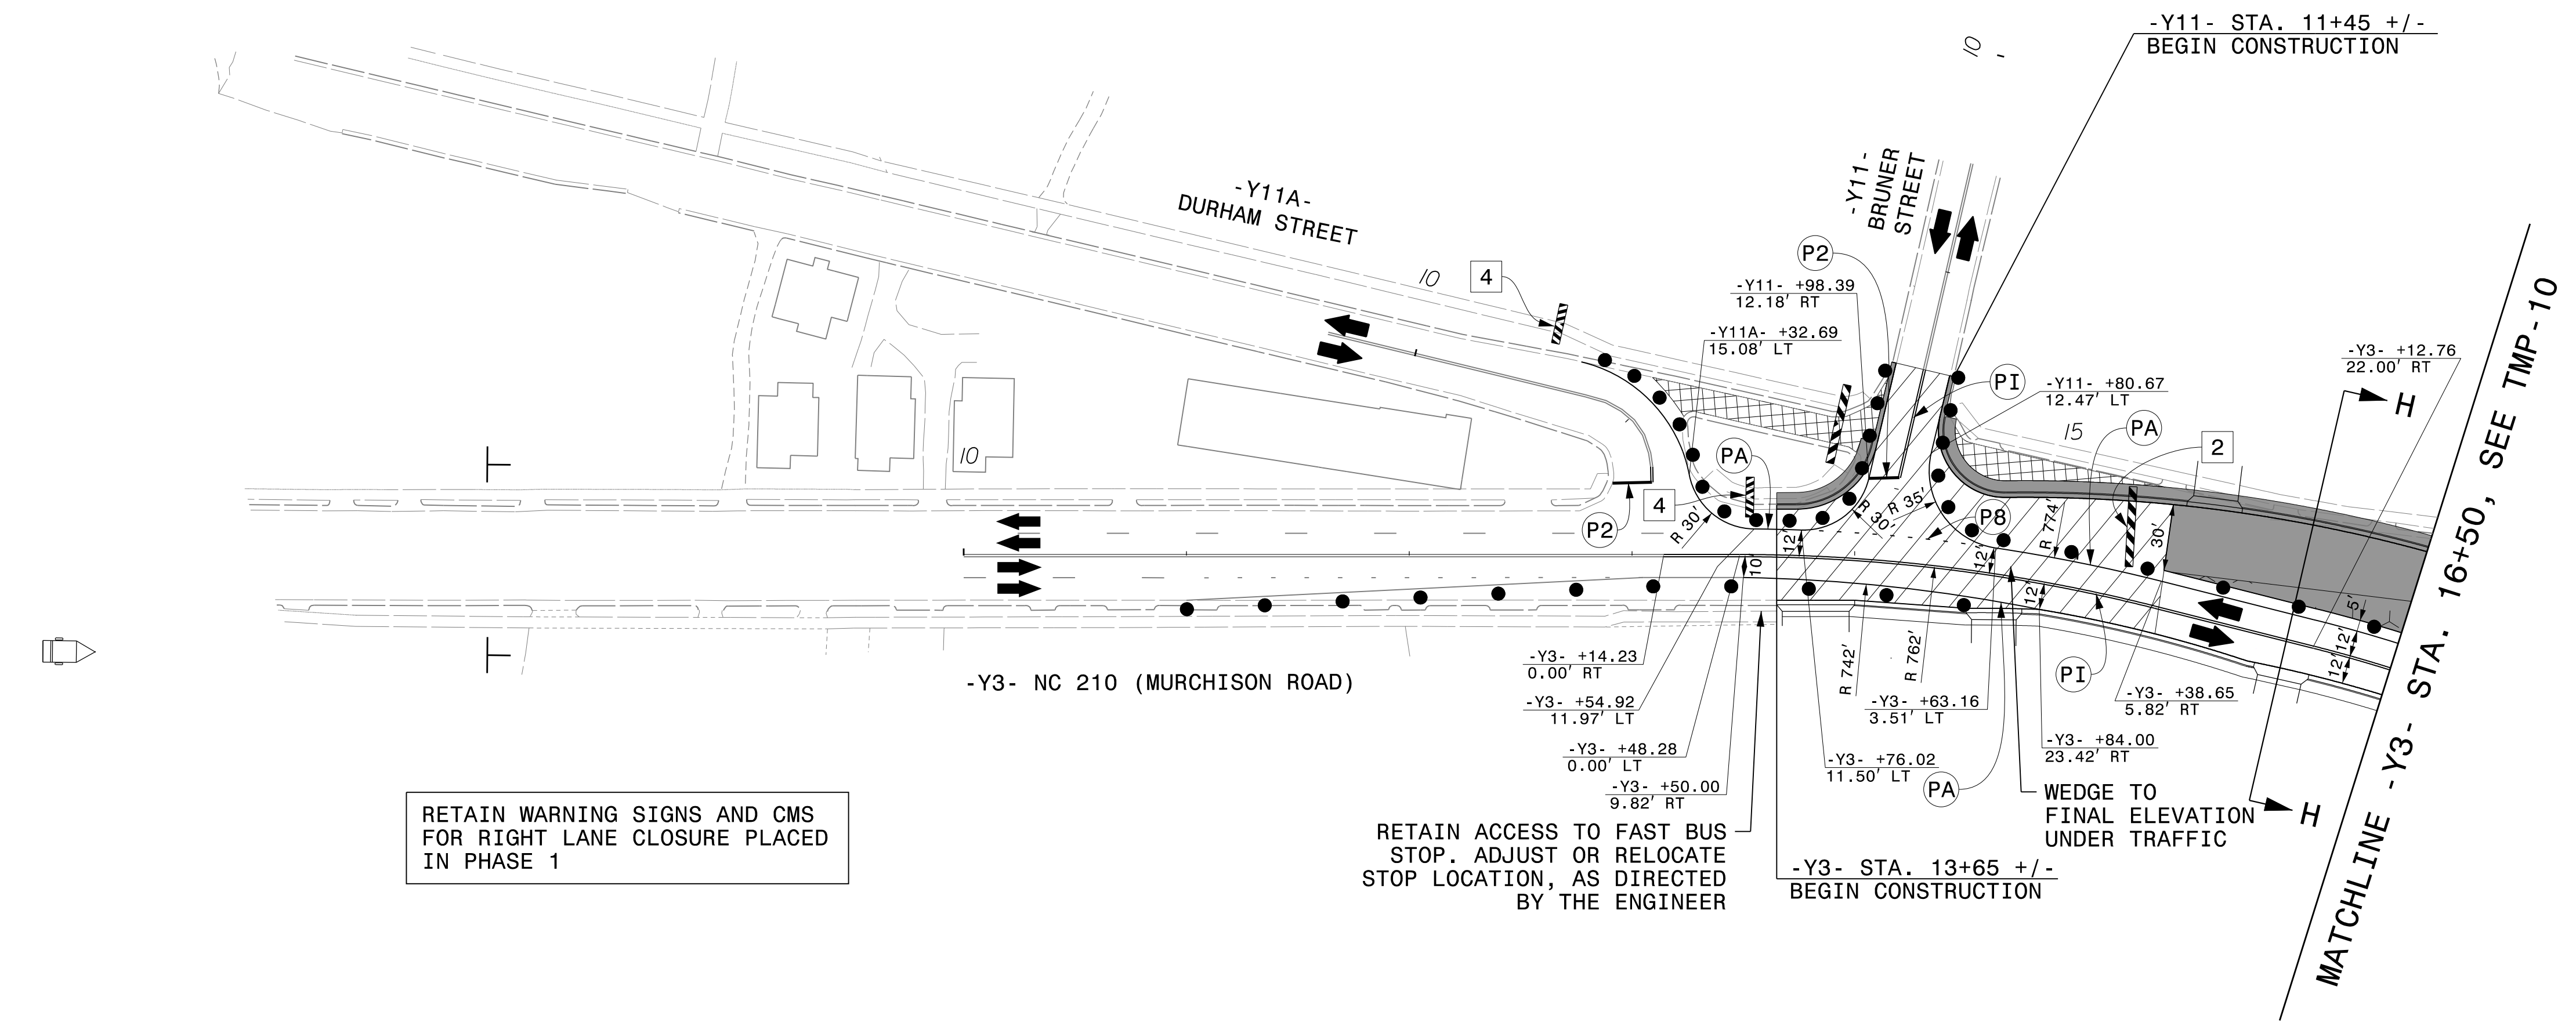 -Y11- STA. 11+45 +/-
BEGIN CONSTRUCTION
10
-Y11A-
DURHAM STREET
-Y11-
BRUNER
STREET
10
4
P2
-Y11- +98.39
12.18' RT
-Y11A- +32.69
15.08' LT
PI
-Y11- +80.67
12.47' LT
-Y3- +12.76
22.00' RT
H
15
PA
2
PA
10
4
P2
R 30'
12'
10'
R 30'
R 35'
P8
12'
R 774'
30'
12'
5'
12'
12'
R 742'
R 762'
PI
-Y3- NC 210 (MURCHISON ROAD)
-Y3- +14.23
0.00' RT
-Y3- +54.92
11.97' LT
-Y3- +48.28
0.00' LT
-Y3- +50.00
9.82' RT
-Y3- +63.16
3.51' LT
-Y3- +76.02
11.50' LT
PA
-Y3- +38.65
5.82' RT
-Y3- +84.00
23.42' RT
WEDGE TO
FINAL ELEVATION
UNDER TRAFFIC
H
RETAIN WARNING SIGNS AND CMS
FOR RIGHT LANE CLOSURE PLACED
IN PHASE 1
RETAIN ACCESS TO FAST BUS
STOP. ADJUST OR RELOCATE
STOP LOCATION, AS DIRECTED
BY THE ENGINEER
-Y3- STA. 13+65 +/-
BEGIN CONSTRUCTION
MATCHLINE -Y3- STA. 16+50, SEE TMP-10